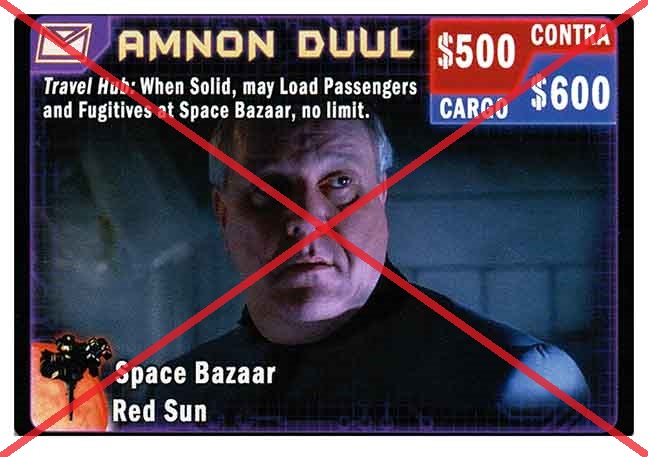 AMNON DUUL
$500
CONTRA
CARGO
$600
Travel Hub: When Solid, may Load Passengers
and Fugitives at Space Bazaar, no limit.
Space Bazaar
Red Sun